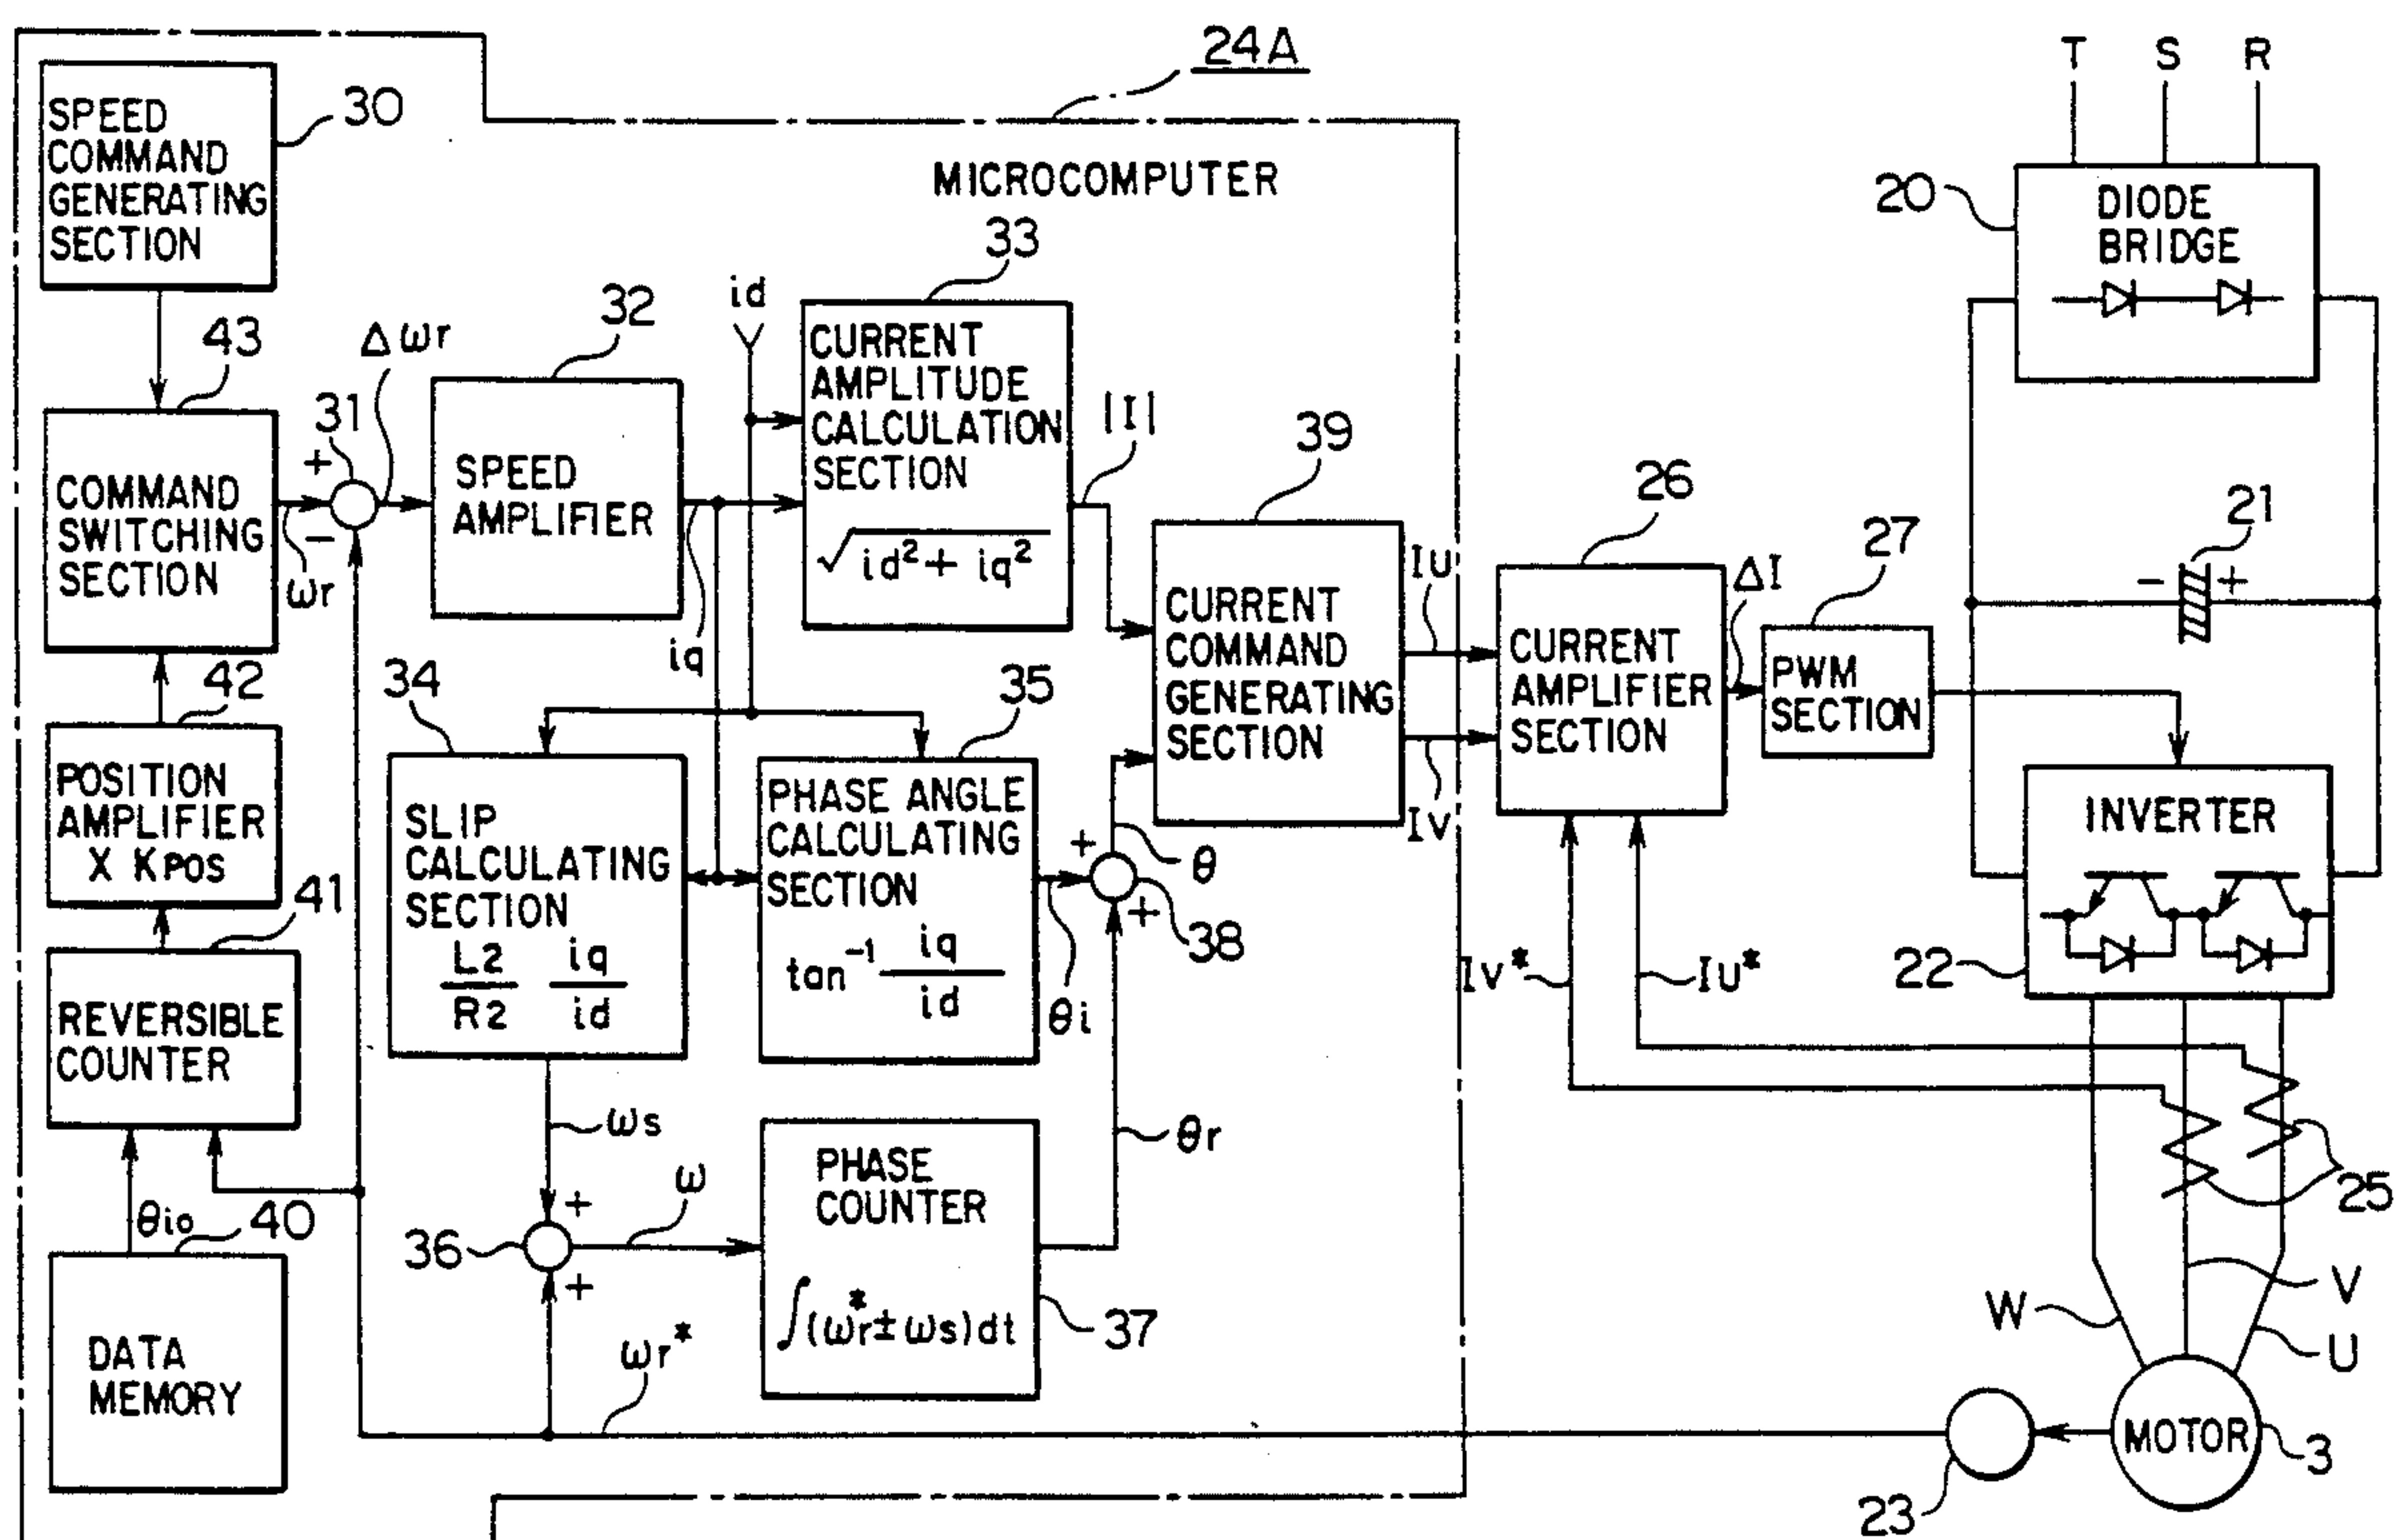 24A
MICROCOMPUTER
SPEED
COMMAND
GENERATING
SECTION
30
43
COMMAND
SWITCHING
SECTION
ωr
+
−
31
Δωr
32
SPEED
AMPLIFIER
iq
id
33
CURRENT
AMPLITUDE
CALCULATION
SECTION
√id²+ iq²
|I|
39
CURRENT
COMMAND
GENERATING
SECTION
Iu
Iv
26
CURRENT
AMPLIFIER
SECTION
ΔI
27
PWM
SECTION
T S R
20
DIODE
BRIDGE
21
− +
INVERTER
22
42
POSITION
AMPLIFIER
X KPOS
41
REVERSIBLE
COUNTER
θio
40
DATA
MEMORY
34
SLIP
CALCULATING
SECTION
L2 iq
R2 id
35
PHASE ANGLE
CALCULATING
SECTION
tan⁻¹ iq
id
θi
+
+
38
θ
θr
ωs
36
+
+
ω
PHASE
COUNTER
∫(ωr*± ωs)dt
37
ωr*
Iv*
Iu*
25
W
V
U
MOTOR
3
23